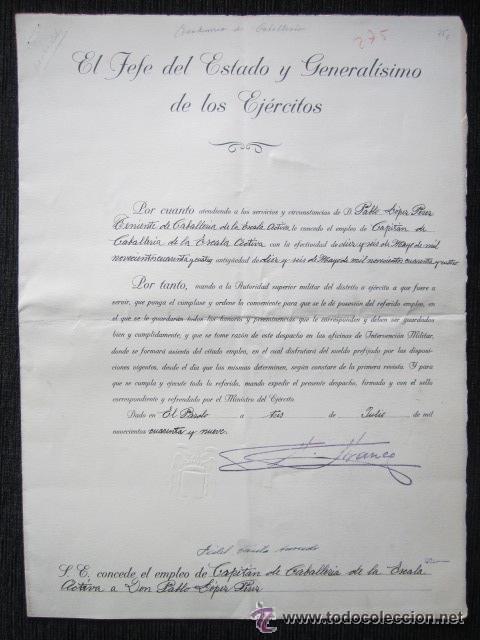 275
75€
El Jefe del Estado y Generalísimo
de los Ejércitos
Por cuanto atendiendo a los servicios y circunstancias de D. Pablo López Pérez
Teniente de Caballería de la Escala Activa, le concedo el empleo de Capitán de
Caballería de la Escala Activa con la efectividad de diez y seis de Mayo de mil
novecientos cuarenta y cuatro antigüedad de diez y seis de Mayo de mil novecientos cuarenta y cuatro
Por tanto, mando a la Autoridad superior militar del distrito o ejército a que fuere a
servir, que ponga el cúmplase y ordene lo conveniente para que se le dé posesión del referido empleo, en
el que se le guardarán todos los honores y preeminencias que le corresponden y deben ser guardados
bien y cumplidamente, y que se tome razón de este despacho en las oficinas de Intervención Militar,
donde se formará asiento del citado empleo, en el cual disfrutará del sueldo prefijado por las disposi-
ciones vigentes, desde el día que las mismas determinen, según constare de la primera revista. Y para
que se cumpla y ejecute todo lo referido, mando expedir el presente despacho, firmado y con el sello
correspondiente y refrendado por el Ministro del Ejército.
Dado en El Pardo a tres de Julio de mil
novecientos cuarenta y nueve.
F. Franco
Fidel
S. E. concede el empleo de Capitán de Caballería de la Escala
Activa a Don Pablo López Pérez
todocoleccion.net